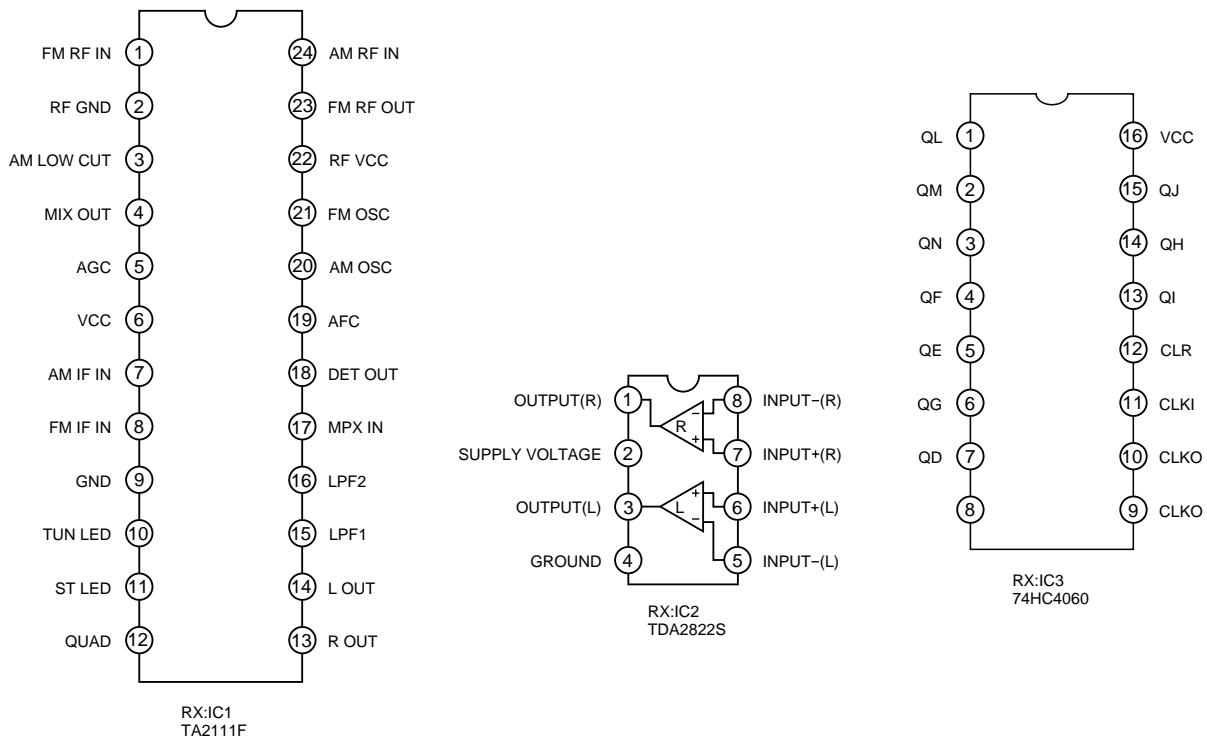 FM RF IN 1 24 AM RF IN
RF GND 2 23 FM RF OUT
AM LOW CUT 3 22 RF VCC
MIX OUT 4 21 FM OSC
AGC 5 20 AM OSC
VCC 6 19 AFC
AM IF IN 7 18 DET OUT
FM IF IN 8 17 MPX IN
GND 9 16 LPF2
TUN LED 10 15 LPF1
ST LED 11 14 L OUT
QUAD 12 13 R OUT
RX:IC1
TA2111F
OUTPUT(R) 1 R − + 8 INPUT−(R)
SUPPLY VOLTAGE 2 7 INPUT+(R)
OUTPUT(L) 3 L + − 6 INPUT+(L)
GROUND 4 5 INPUT−(L)
RX:IC2
TDA2822S
QL 1 16 VCC
QM 2 15 QJ
QN 3 14 QH
QF 4 13 QI
QE 5 12 CLR
QG 6 11 CLKI
QD 7 10 CLKO
8 9 CLKO
RX:IC3
74HC4060